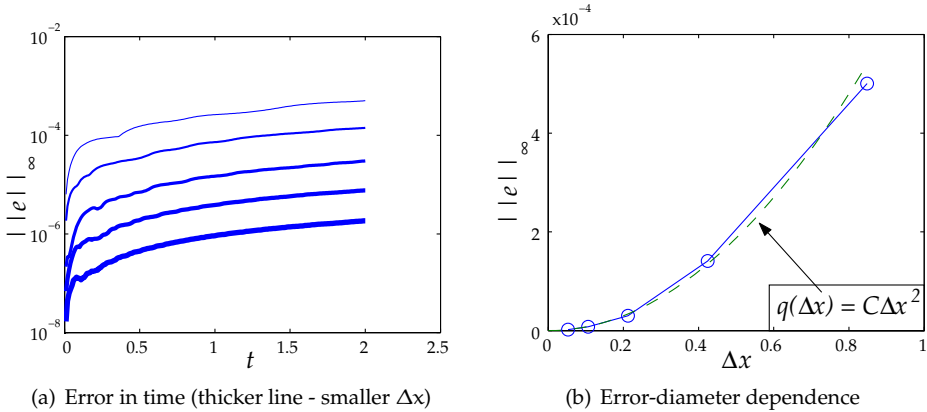 10^{-2}
10^{-4}
10^{-6}
10^{-8}
||e||_∞
0 0.5 1 1.5 2 2.5
t
(a) Error in time (thicker line - smaller Δx)
x10^{-4}
6
4
2
0
||e||_∞
q(Δx) = CΔx^2
0 0.2 0.4 0.6 0.8 1
Δx
(b) Error-diameter dependence